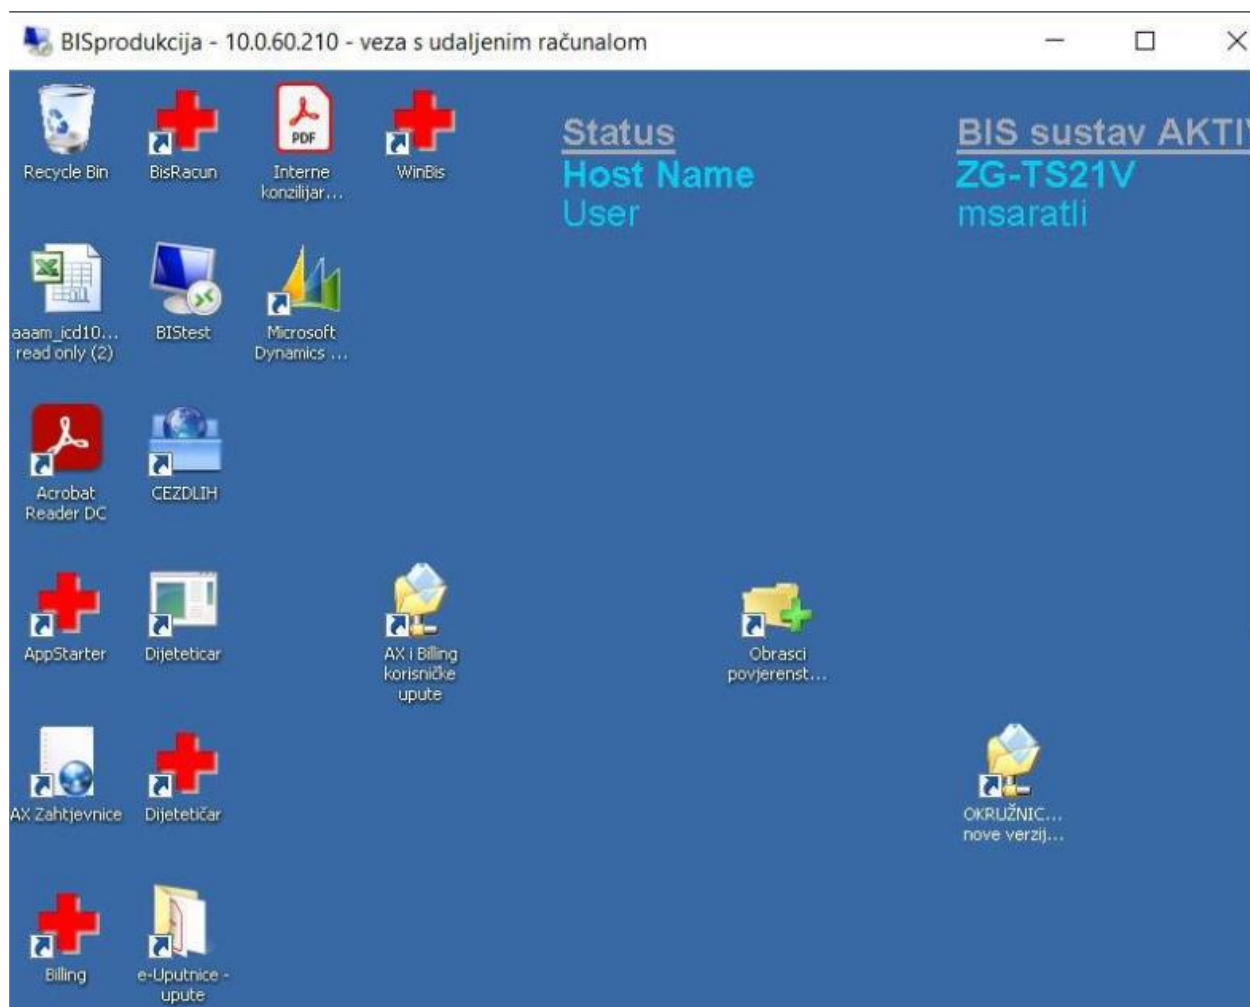 BISprodukcija - 10.0.60.210 - veza s udaljenim računalom
Status
BIS sustav AKTIV
Host Name
ZG-TS21V
User
msaratli
Recycle Bin
BisRacun
Interne
konzilijar...
WinBis
PDF
aaam_icd10...
read only (2)
BIStest
Microsoft
Dynamics ...
Acrobat
Reader DC
CEZDLIH
AppStarter
Dijeteticar
AX i Billing
korisničke
upute
Obrasci
povjerenst...
AX Zahtjevnice
Dijetetičar
OKRUŽNIC...
nove verzij...
Billing
e-Uputnice -
upute